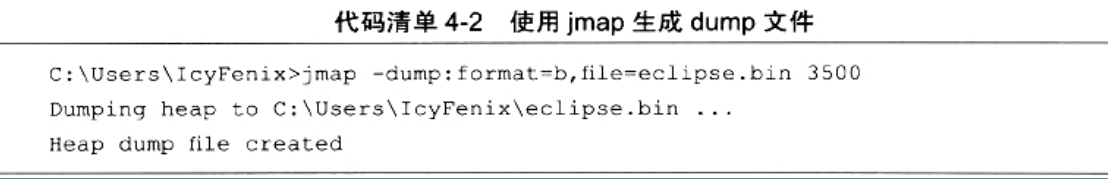 代码清单 4-2 使用 jmap 生成 dump 文件
C:\Users\IcyFenix>jmap -dump:format=b,file=eclipse.bin 3500
Dumping heap to C:\Users\IcyFenix\eclipse.bin ...
Heap dump file created